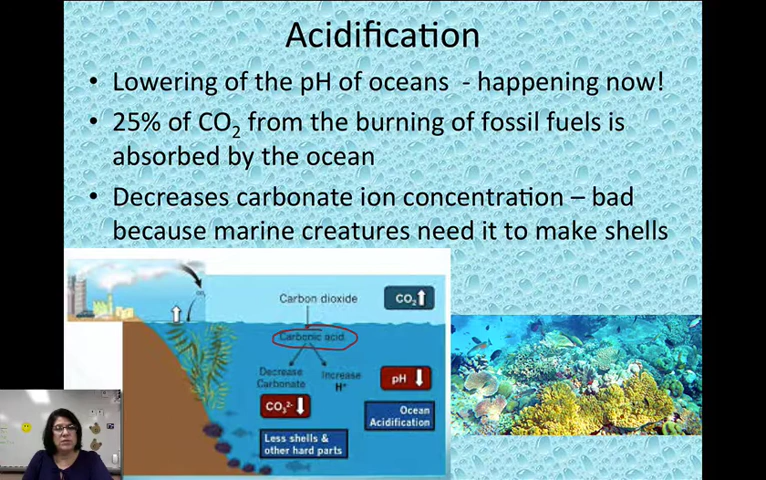 Acidification
• Lowering of the pH of oceans - happening now!
• 25% of CO₂ from the burning of fossil fuels is
absorbed by the ocean
• Decreases carbonate ion concentration – bad
because marine creatures need it to make shells
Carbon dioxide
CO₂
Carbonic acid
Decrease
Carbonate
Increase
H⁺
pH
CO₃²⁻
Ocean
Acidification
Less shells &
other hard parts